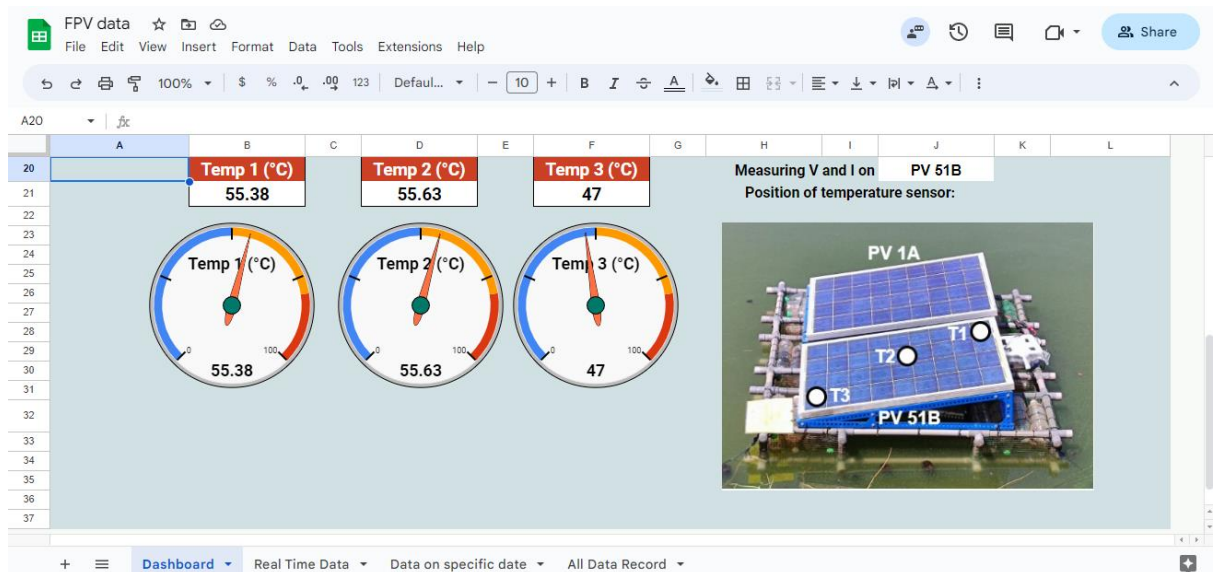 FPV data
File Edit View Insert Format Data Tools Extensions Help
Share
100% $ % .0 .00 123 Defaul... − 10 + B I A
A20 fx
A B C D E F G H I J K L
20 Temp 1 (°C) Temp 2 (°C) Temp 3 (°C) Measuring V and I on PV 51B
21 55.38 55.63 47 Position of temperature sensor:
22
23
24
25
26
27
28
29
30
31
32
33
34
35
36
37
Temp 1 (°C) Temp 2 (°C) Temp 3 (°C)
0 100 0 100 0 100
55.38 55.63 47
PV 1A
T1
T2
T3
PV 51B
+ Dashboard Real Time Data Data on specific date All Data Record